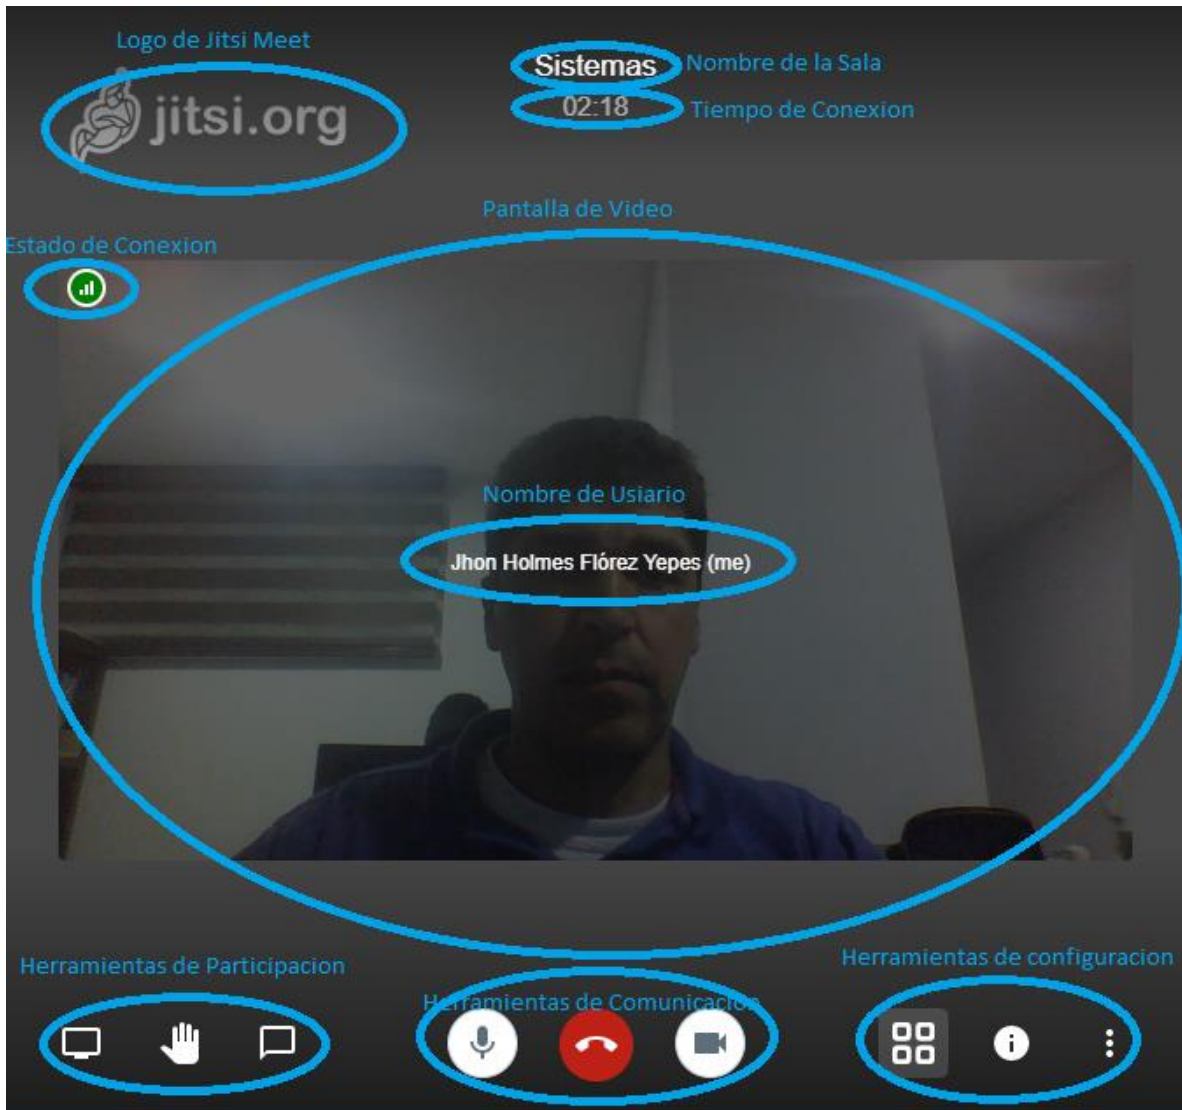 Logo de Jitsi Meet
jitsi.org
Sistemas
Nombre de la Sala
02:18
Tiempo de Conexion
Pantalla de Video
Estado de Conexion
Nombre de Usiario
Jhon Holmes Flórez Yepes (me)
Herramientas de Participacion
Herramientas de Comunicacion
Herramientas de configuracion